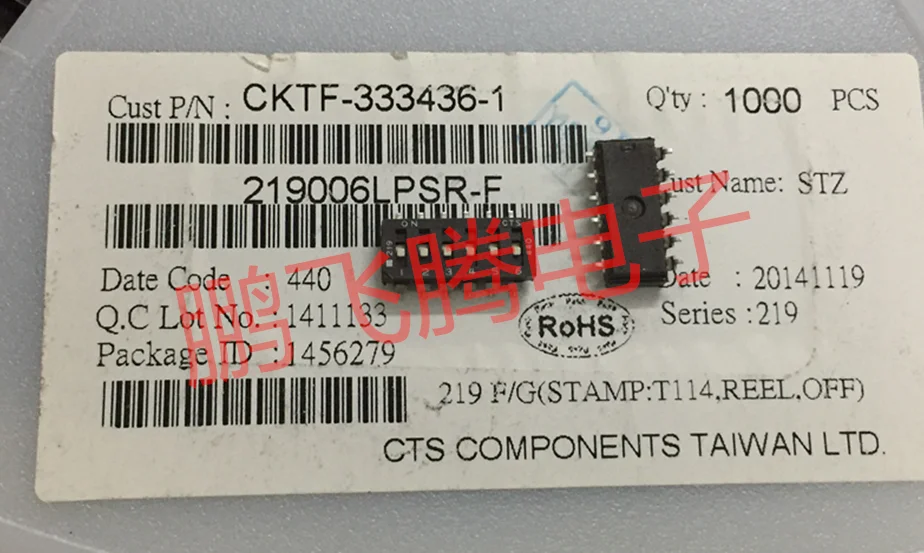 Cust P/N : CKTF-333436-1 Q'ty : 1000 PCS
219006LPSR-F
Cust Name: STZ
ON CTS
219
鹏飞腾电子
Date Code : 440
Date : 20141119
Q.C Lot No. : 1411133
RoHS
Series : 219
Package ID : 1456279
219 F/G(STAMP:T114,REEL,OFF)
CTS COMPONENTS TAIWAN LTD.